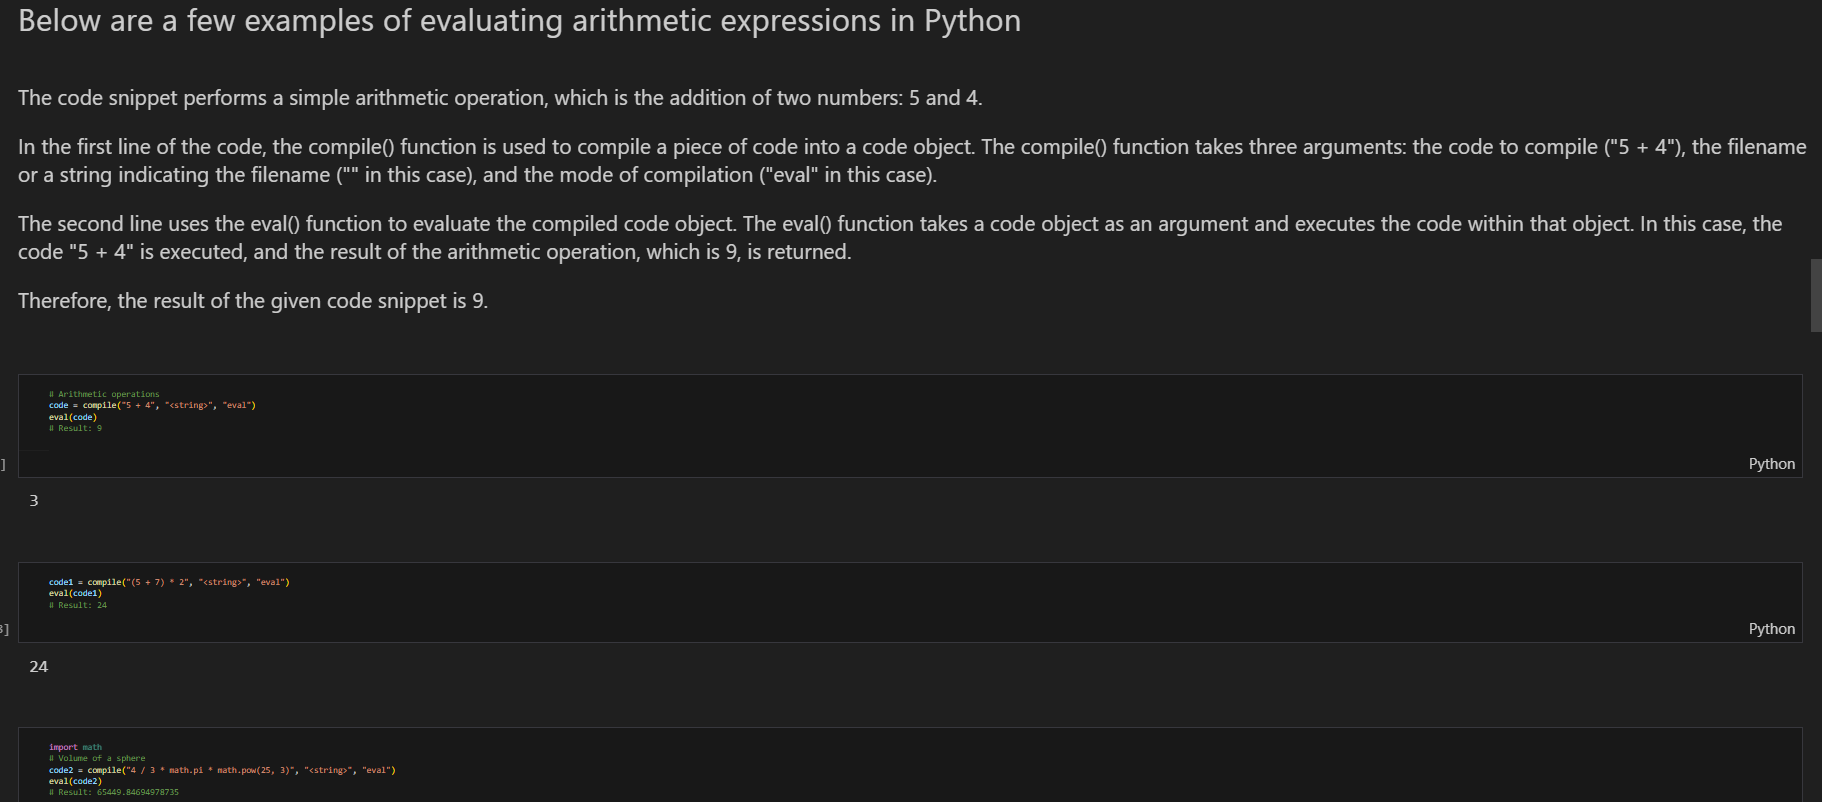 Below are a few examples of evaluating arithmetic expressions in Python
The code snippet performs a simple arithmetic operation, which is the addition of two numbers: 5 and 4.
In the first line of the code, the compile() function is used to compile a piece of code into a code object. The compile() function takes three arguments: the code to compile ("5 + 4"), the filename
or a string indicating the filename ("" in this case), and the mode of compilation ("eval" in this case).
The second line uses the eval() function to evaluate the compiled code object. The eval() function takes a code object as an argument and executes the code within that object. In this case, the
code "5 + 4" is executed, and the result of the arithmetic operation, which is 9, is returned.
Therefore, the result of the given code snippet is 9.
# Arithmetic operations
code = compile("5 + 4", "<string>", "eval")
eval(code)
# Result: 9
]
Python
3
code1 = compile("(5 + 7) * 2", "<string>", "eval")
eval(code1)
# Result: 24
]
Python
24
import math
# Volume of a sphere
code2 = compile("4 / 3 * math.pi * math.pow(25, 3)", "<string>", "eval")
eval(code2)
# Result: 65449.84694978735